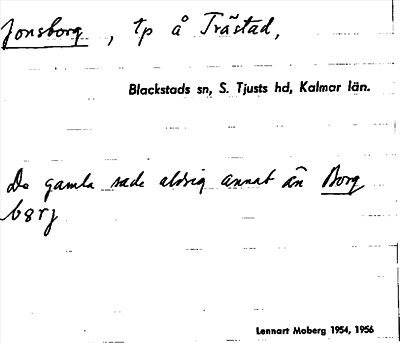 Jonsborg, tp å Trästad,
Blackstads sn, S. Tjusts hd, Kalmar län.
De gamla sade aldrig annat än Borg
bɔrj
Lennart Moberg 1954, 1956